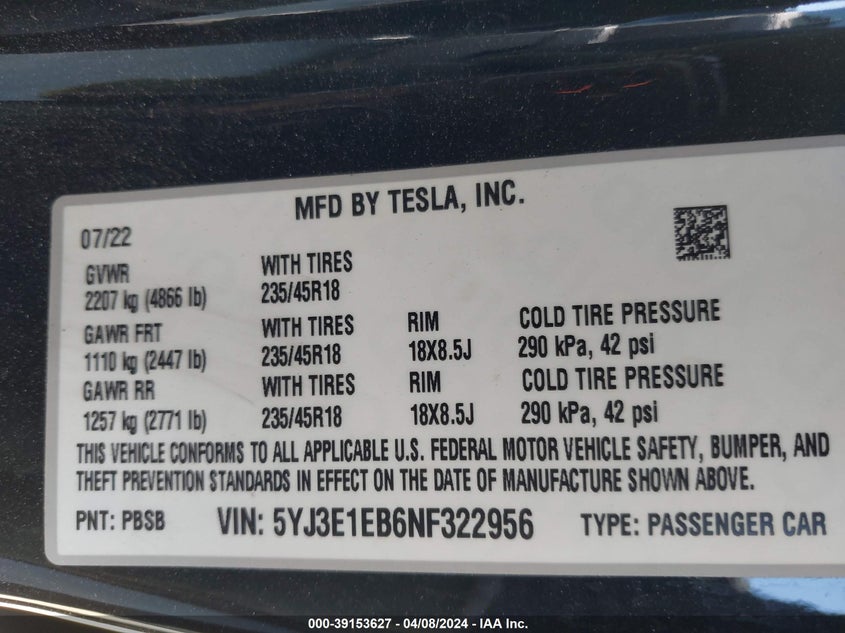 MFD BY TESLA, INC.
07/22
GVWR WITH TIRES
2207 kg (4866 lb) 235/45R18
GAWR FRT WITH TIRES RIM COLD TIRE PRESSURE
1110 kg (2447 lb) 235/45R18 18X8.5J 290 kPa, 42 psi
GAWR RR WITH TIRES RIM COLD TIRE PRESSURE
1257 kg (2771 lb) 235/45R18 18X8.5J 290 kPa, 42 psi
THIS VEHICLE CONFORMS TO ALL APPLICABLE U.S. FEDERAL MOTOR VEHICLE SAFETY, BUMPER, AND
THEFT PREVENTION STANDARDS IN EFFECT ON THE DATE OF MANUFACTURE SHOWN ABOVE.
PNT: PBSB VIN: 5YJ3E1EB6NF322956 TYPE: PASSENGER CAR
000-39153627 - 04/08/2024 - IAA Inc.